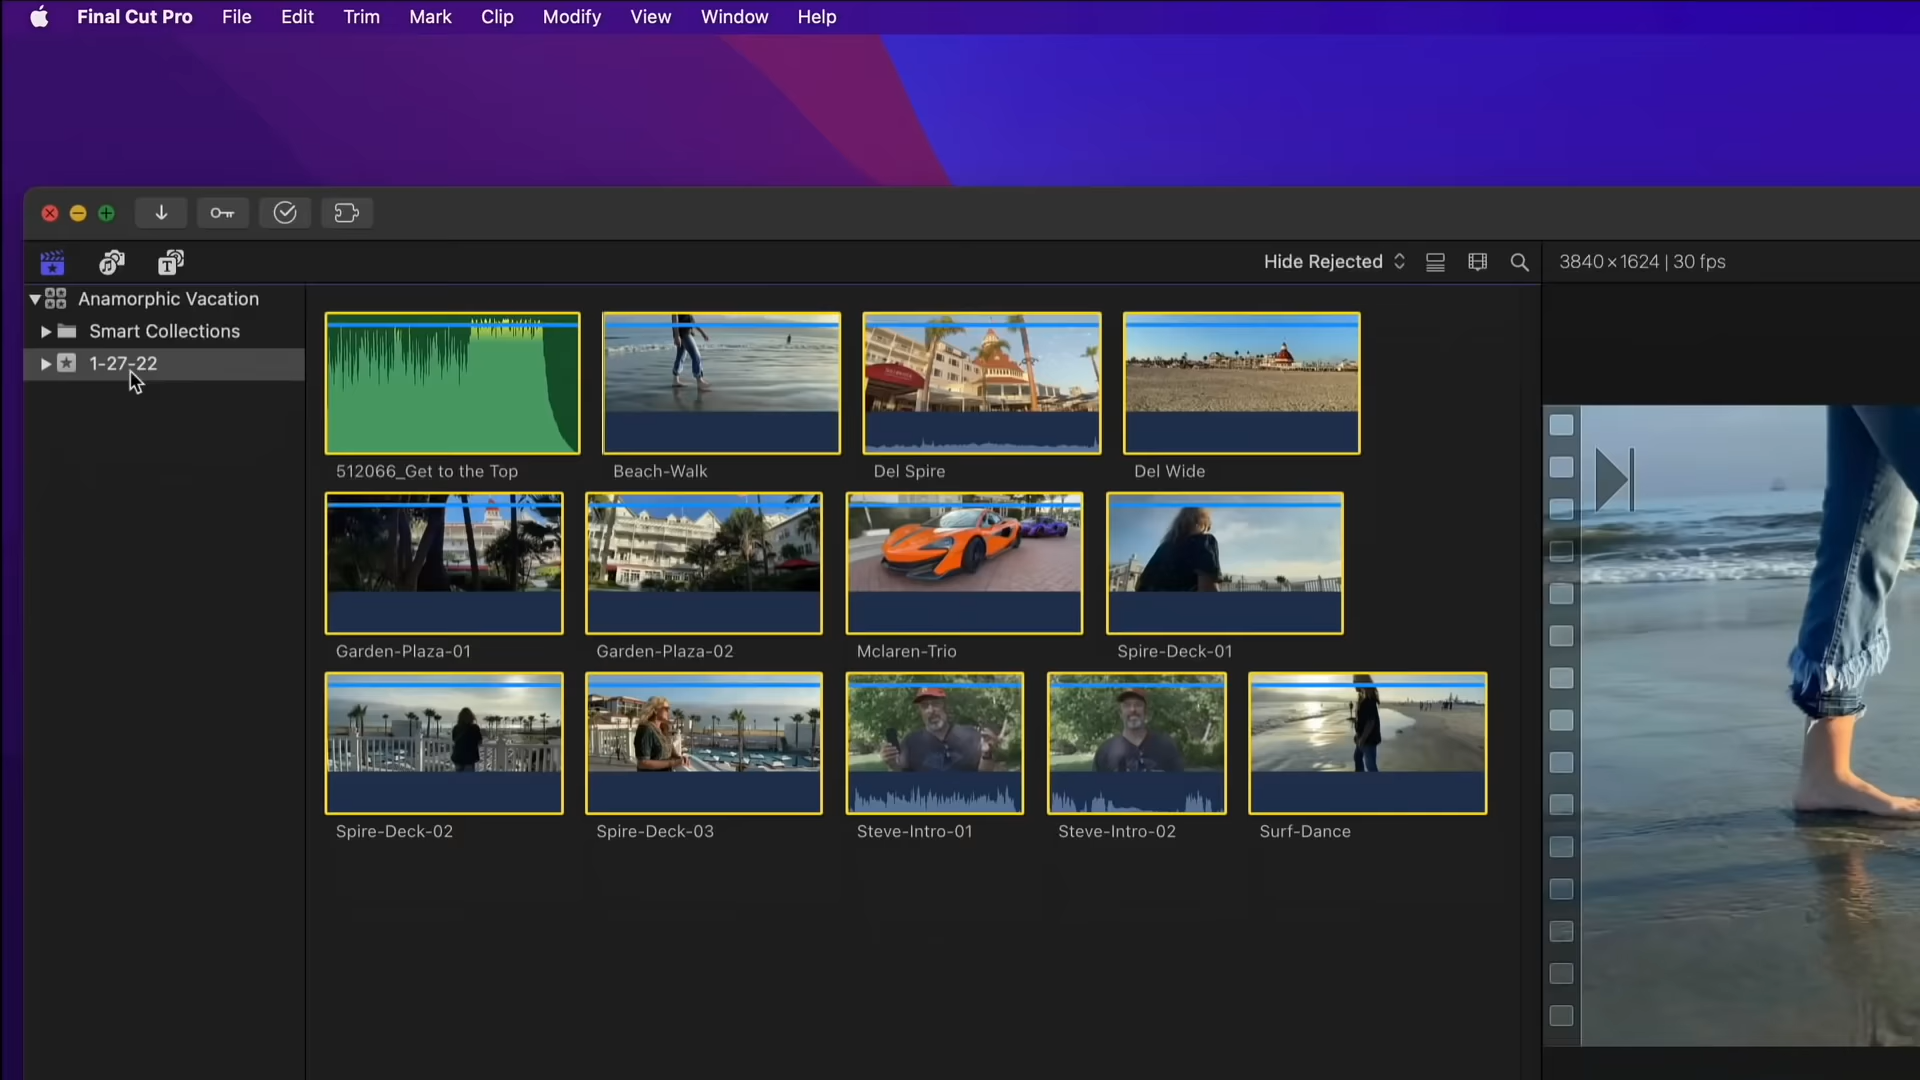 Final Cut Pro File Edit Trim Mark Clip Modify View Window Help
Hide Rejected 3840×1624 | 30 fps
Anamorphic Vacation
Smart Collections
1-27-22
512066_Get to the Top Beach-Walk Del Spire Del Wide
Garden-Plaza-01 Garden-Plaza-02 Mclaren-Trio Spire-Deck-01
Spire-Deck-02 Spire-Deck-03 Steve-Intro-01 Steve-Intro-02 Surf-Dance